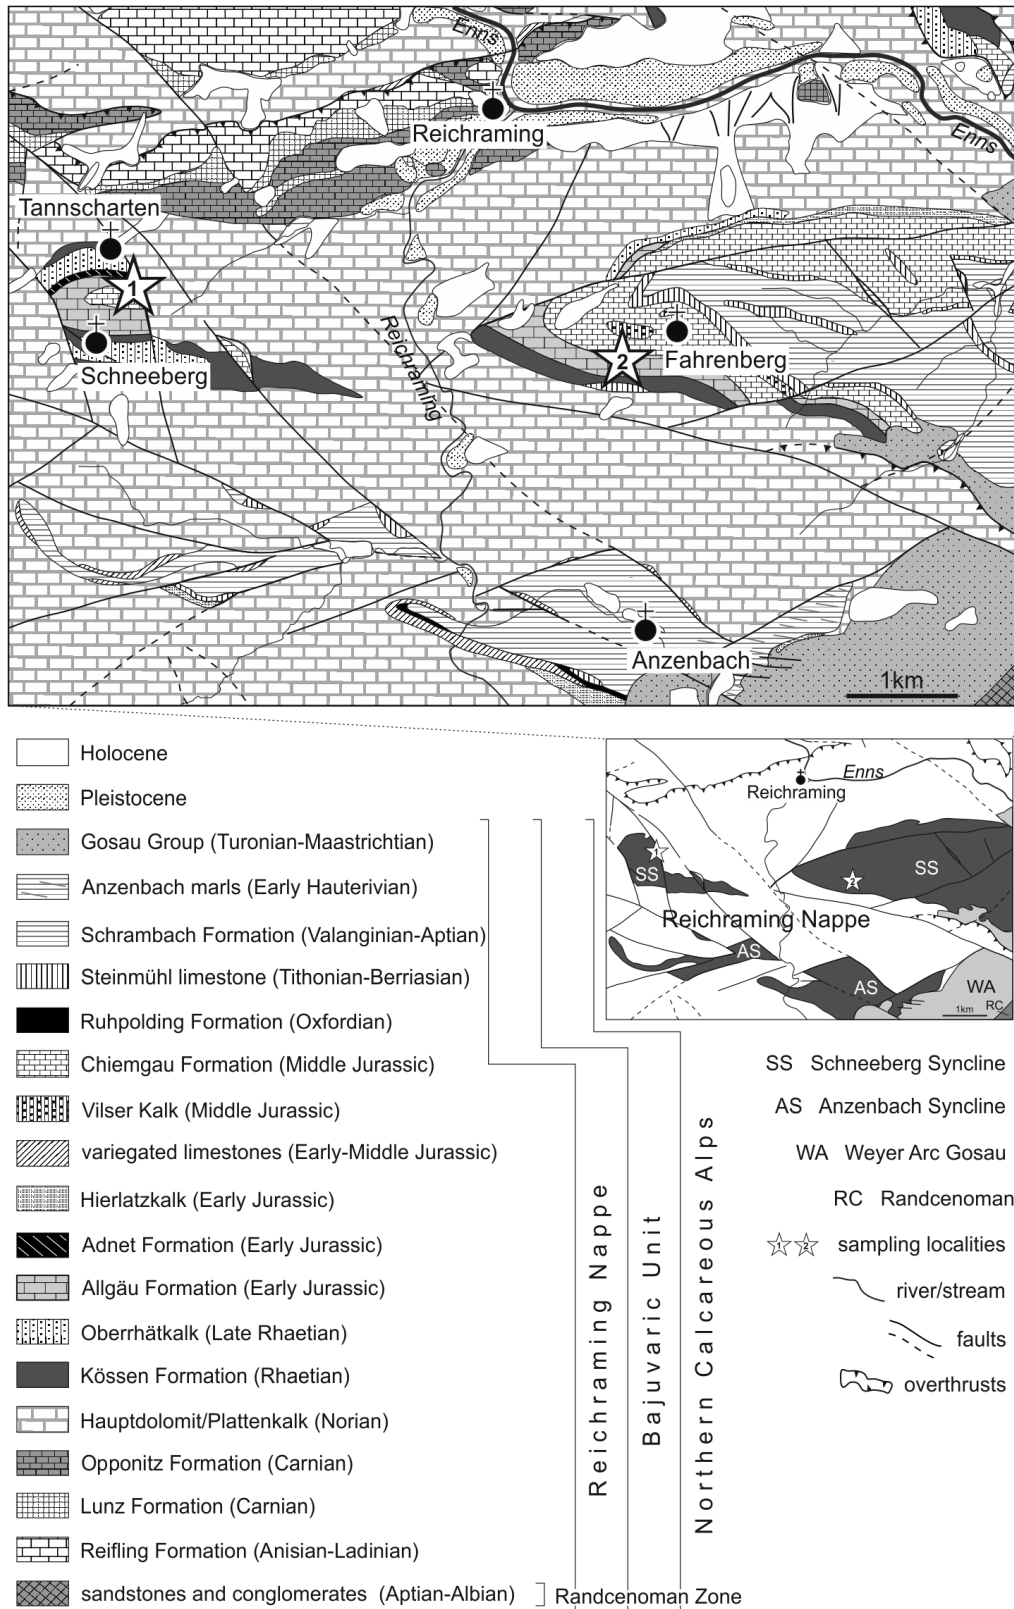 Enns
Reichraming
Enns
Tannscharten
1
Reichraming
2
Fahrenberg
Schneeberg
Anzenbach
1km
Holocene
Pleistocene
Gosau Group (Turonian-Maastrichtian)
Anzenbach marls (Early Hauterivian)
Schrambach Formation (Valanginian-Aptian)
Steinmühl limestone (Tithonian-Berriasian)
Ruhpolding Formation (Oxfordian)
Chiemgau Formation (Middle Jurassic)
Vilser Kalk (Middle Jurassic)
variegated limestones (Early-Middle Jurassic)
Hierlatzkalk (Early Jurassic)
Adnet Formation (Early Jurassic)
Allgäu Formation (Early Jurassic)
Oberrhätkalk (Late Rhaetian)
Kössen Formation (Rhaetian)
Hauptdolomit/Plattenkalk (Norian)
Opponitz Formation (Carnian)
Lunz Formation (Carnian)
Reifling Formation (Anisian-Ladinian)
sandstones and conglomerates (Aptian-Albian)
Randcenoman Zone
Reichraming Nappe
Bajuvaric Unit
Northern Calcareous Alps
Enns
Reichraming
1
SS
SS
2
Reichraming Nappe
AS
AS
WA
1km
RC
SS Schneeberg Syncline
AS Anzenbach Syncline
WA Weyer Arc Gosau
RC Randcenoman
1 2 sampling localities
river/stream
faults
overthrusts